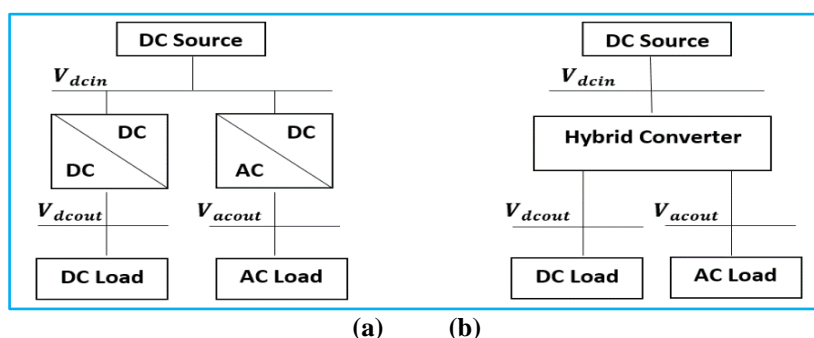 DC Source
V_dcin
DC
DC
DC
AC
V_dcout
V_acout
DC Load
AC Load
DC Source
V_dcin
Hybrid Converter
V_dcout
V_acout
DC Load
AC Load
(a) (b)